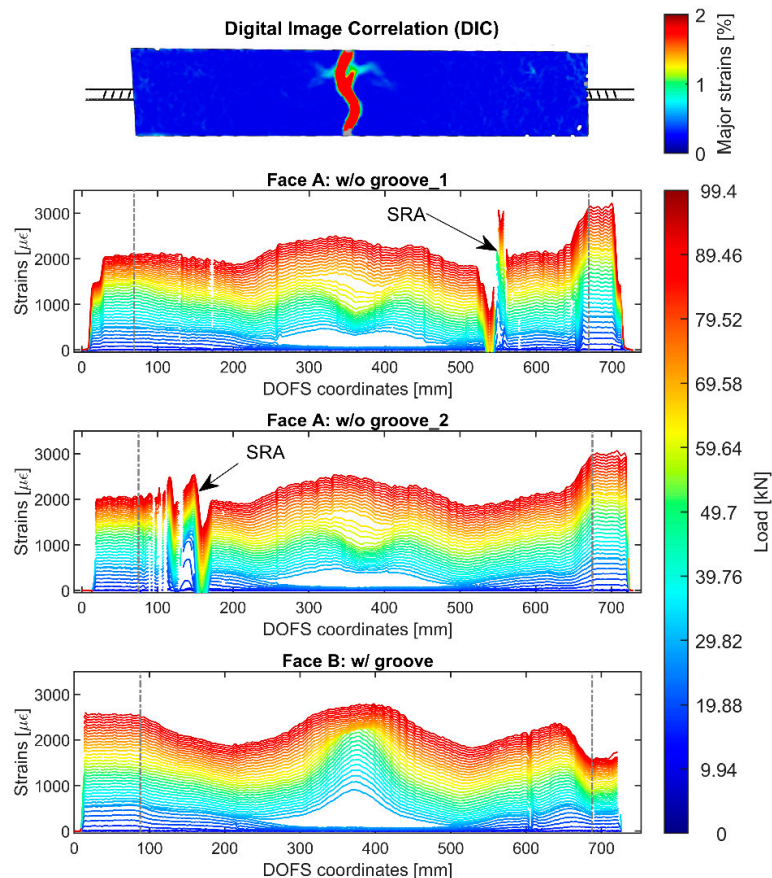 Digital Image Correlation (DIC)
2
1
0
Major strains [%]
Face A: w/o groove_1
SRA
3000
2000
1000
0
Strains [µε]
0 100 200 300 400 500 600 700
DOFS coordinates [mm]
Face A: w/o groove_2
SRA
3000
2000
1000
0
Strains [µε]
0 100 200 300 400 500 600 700
DOFS coordinates [mm]
Face B: w/ groove
3000
2000
1000
0
Strains [µε]
0 100 200 300 400 500 600 700
DOFS coordinates [mm]
99.4
89.46
79.52
69.58
59.64
49.7
39.76
29.82
19.88
9.94
0
Load [kN]